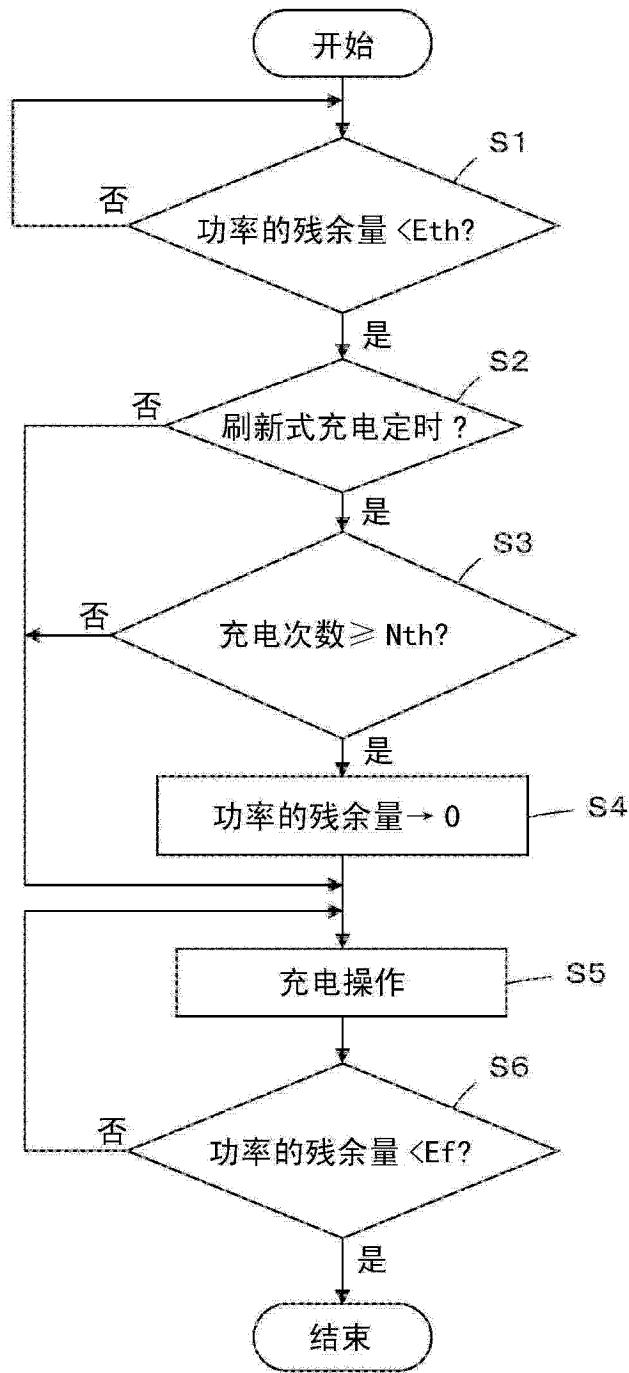 开始
S1
否
功率的残余量<Eth?
是
S2
否
刷新式充电定时?
是
S3
否
充电次数≥Nth?
是
功率的残余量→0
S4
充电操作
S5
S6
否
功率的残余量<Ef?
是
结束